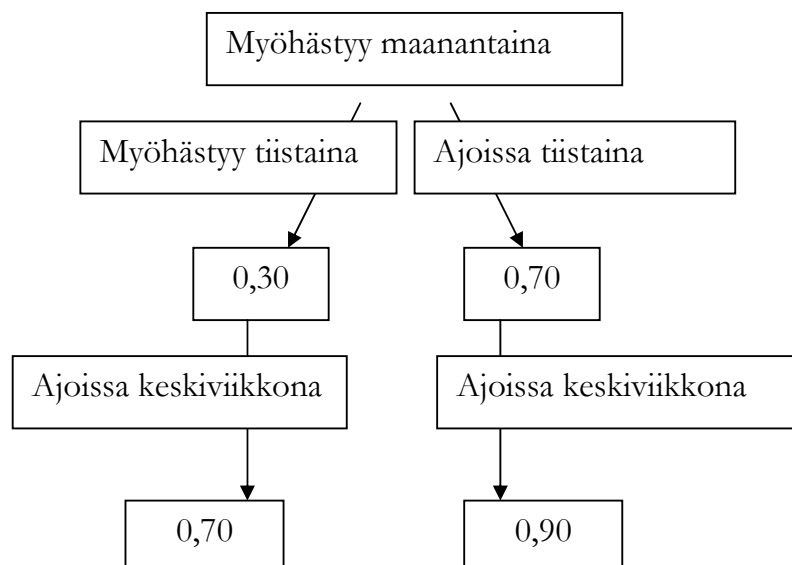 Myöhästyy maanantaina
Myöhästyy tiistaina
Ajoissa tiistaina
0,30
0,70
Ajoissa keskiviikkona
Ajoissa keskiviikkona
0,70
0,90